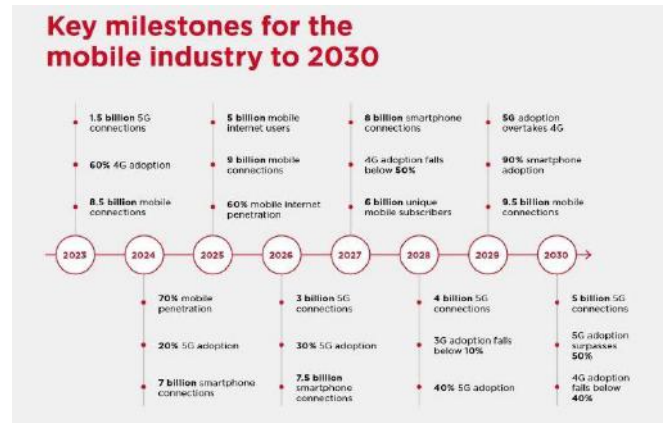 Key milestones for the
mobile industry to 2030
1.5 billion 5G
connections
60% 4G adoption
8.5 billion mobile
connections
5 billion mobile
internet users
9 billion mobile
connections
60% mobile internet
penetration
8 billion smartphone
connections
4G adoption falls
below 50%
6 billion unique
mobile subscribers
5G adoption
overtakes 4G
90% smartphone
adoption
9.5 billion mobile
connections
2023
2024
2025
2026
2027
2028
2029
2030
70% mobile
penetration
20% 5G adoption
7 billion smartphone
connections
3 billion 5G
connections
30% 5G adoption
7.5 billion
smartphone
connections
4 billion 5G
connections
3G adoption falls
below 10%
40% 5G adoption
5 billion 5G
connections
5G adoption
surpasses
50%
4G adoption
falls below
40%